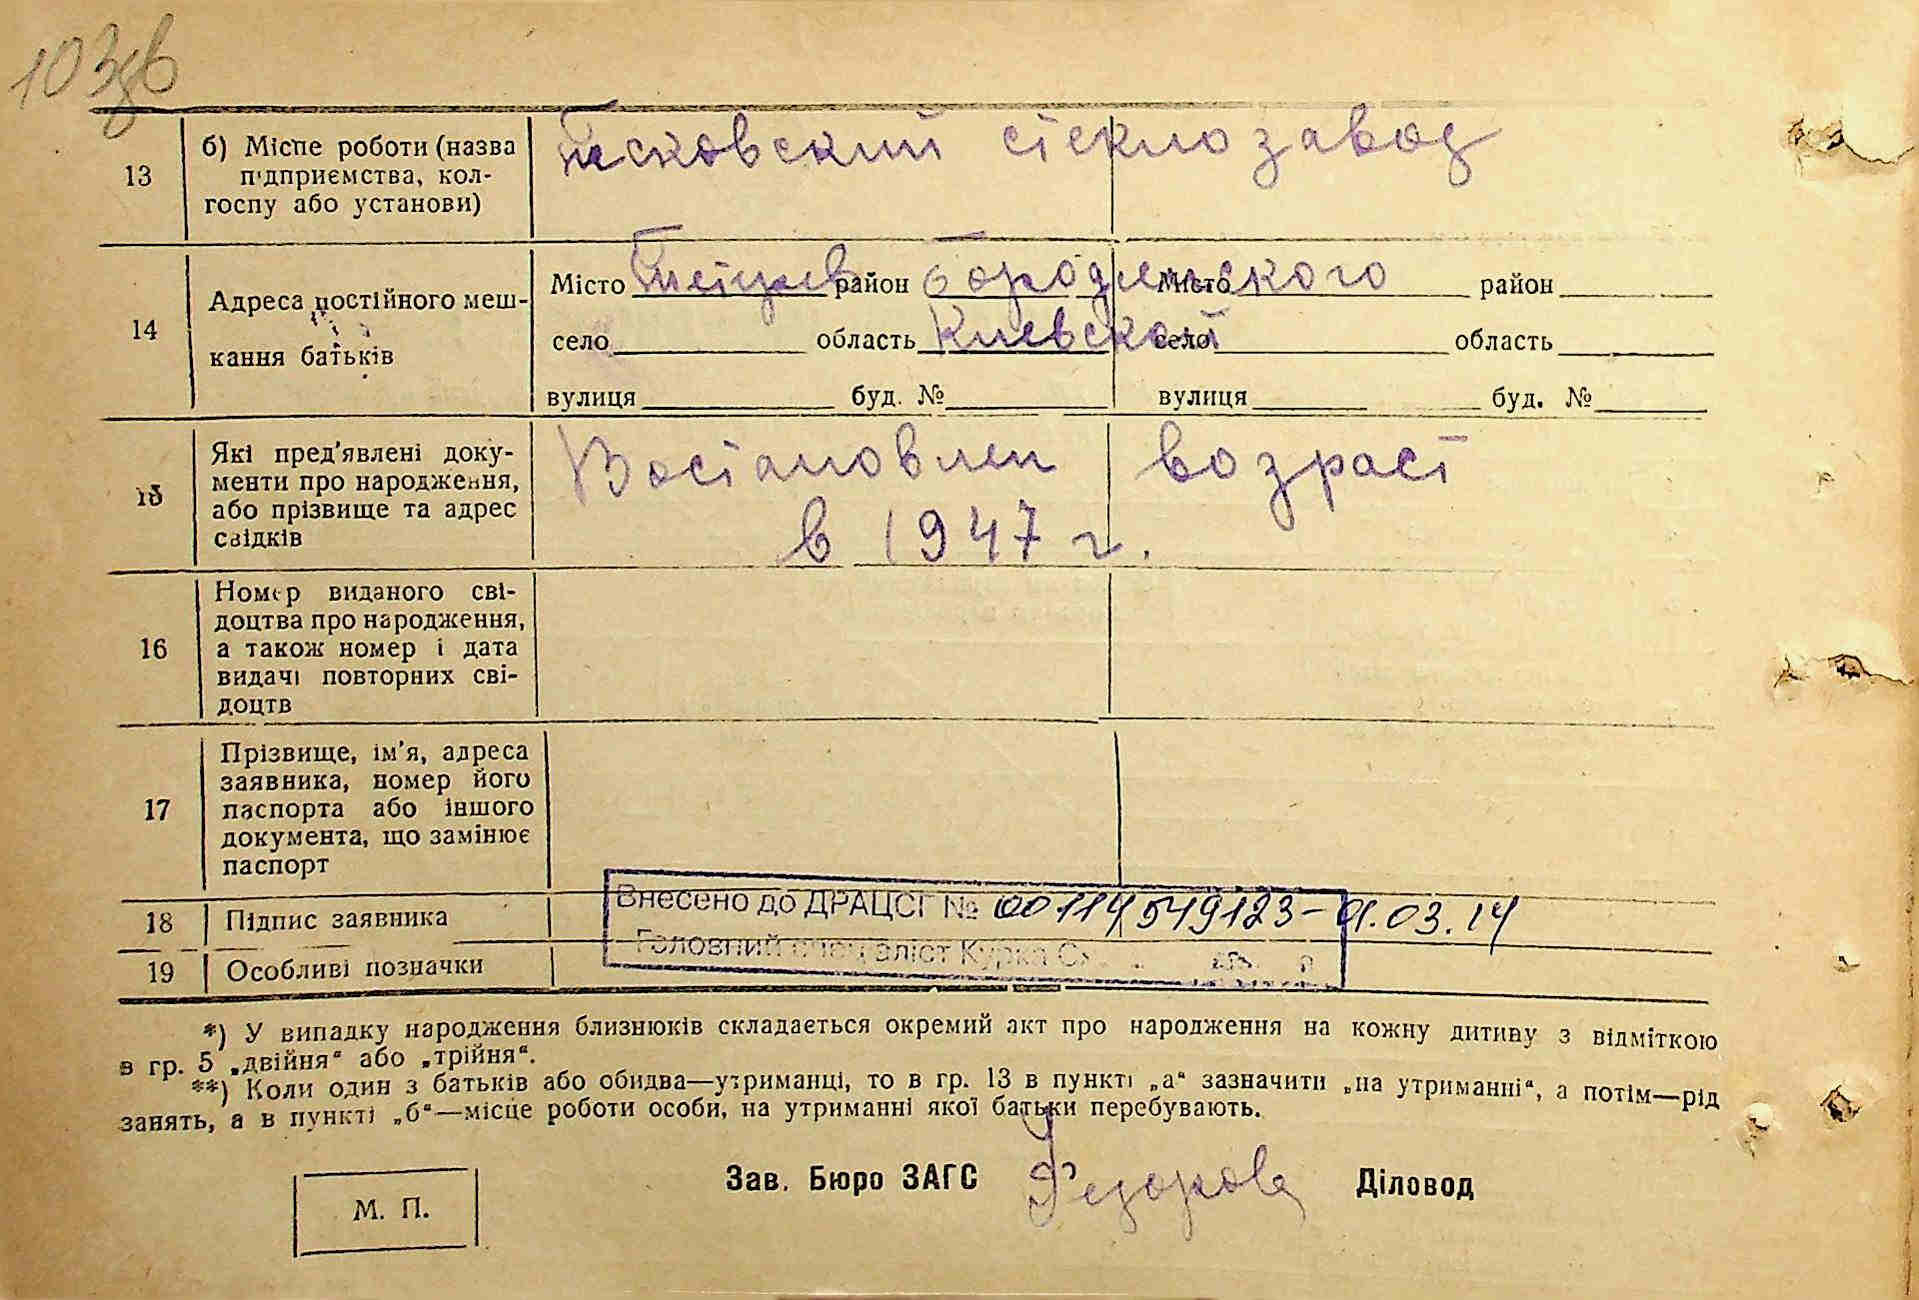 103зв
13 б) Місце роботи (назва підприємства, кол-
госпу або установи)
Пісковский стеклозавод
14 Адреса постійного меш-
кання батьків
Місто район Бородянского Місто район
село область Киевской село область
вулиця буд. № вулиця буд. №
15 Які пред'явлені доку-
менти про народження,
або прізвище та адрес
свідків
Востановлен возраст
в 1947 г.
16 Номер виданого сві-
доцтва про народження,
а також номер і дата
видачі повторних сві-
доцтв
17 Прізвище, ім'я, адреса
заявника, номер його
паспорта або іншого
документа, що замінює
паспорт
18 Підпис заявника
Внесено до ДРАЦСГ № 00114549123 - 03.14
Головний спеціаліст Курка
19 Особливі позначки
*) У випадку народження близнюків складається окремий акт про народження на кожну дитину з відміткою
в гр. 5 „двійня“ або „трійня“.
**) Коли один з батьків або обидва—утриманці, то в гр. 13 в пункті „а“ зазначити „на утриманні“, а потім—рід
занять, а в пункті „б“—місце роботи особи, на утриманні якої батьки перебувають.
Зав. Бюро ЗАГС Федорова Діловод
М. П.